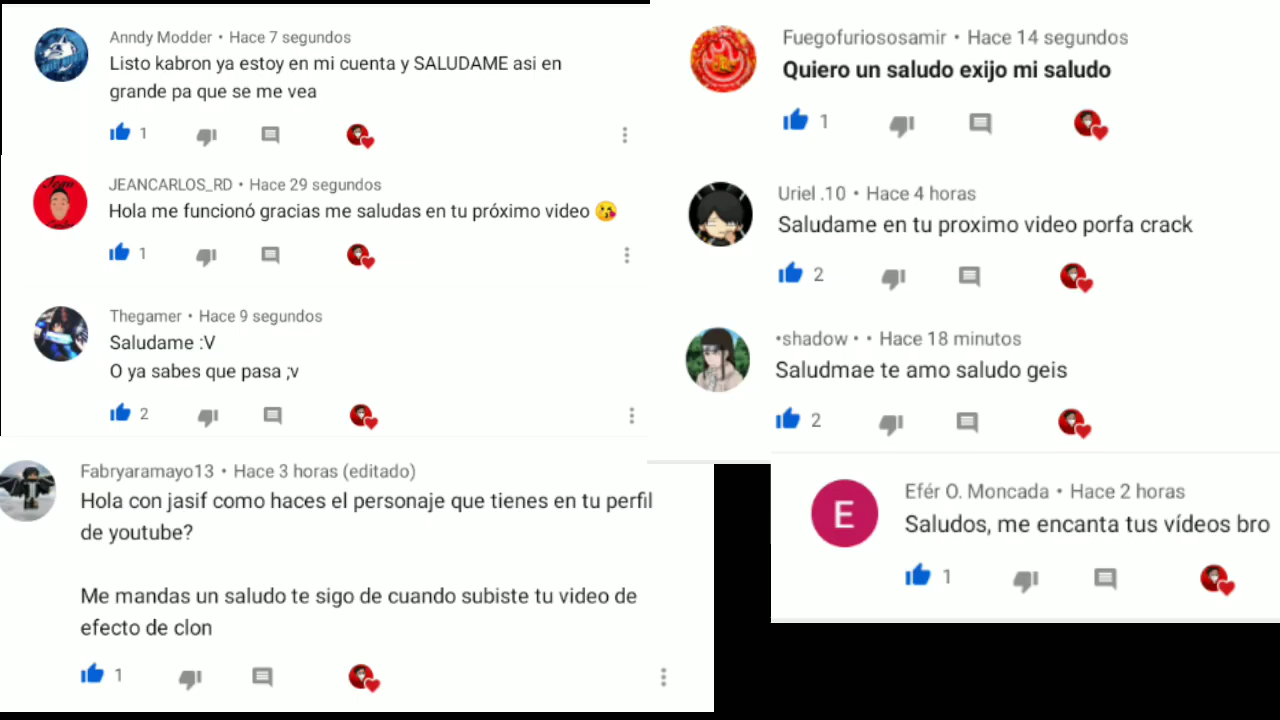 Anndy Modder • Hace 7 segundos
Listo kabron ya estoy en mi cuenta y SALUDAME asi en
grande pa que se me vea
1
JEANCARLOS_RD • Hace 29 segundos
Hola me funcionó gracias me saludas en tu próximo video 😘
1
Thegamer • Hace 9 segundos
Saludame :V
O ya sabes que pasa ;v
2
Fabryaramayo13 • Hace 3 horas (editado)
Hola con jasif como haces el personaje que tienes en tu perfil
de youtube?
Me mandas un saludo te sigo de cuando subiste tu video de
efecto de clon
1
Fuegofuriososamir • Hace 14 segundos
Quiero un saludo exijo mi saludo
1
Uriel .10 • Hace 4 horas
Saludame en tu proximo video porfa crack
2
•shadow • • Hace 18 minutos
Saludmae te amo saludo geis
2
E
Efér O. Moncada • Hace 2 horas
Saludos, me encanta tus vídeos bro
1